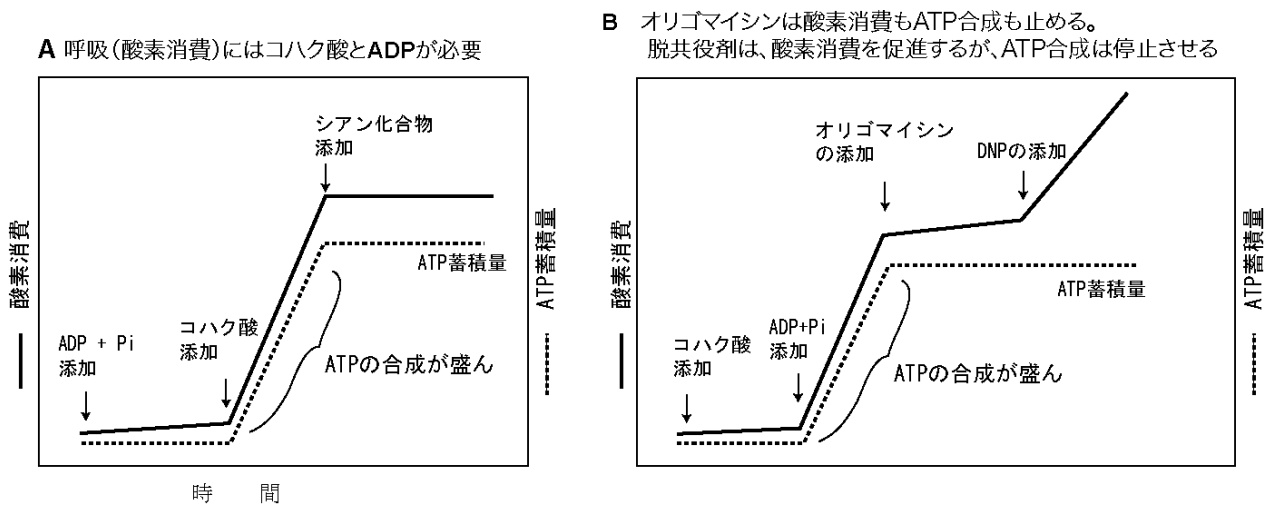 A 呼吸（酸素消費）にはコハク酸とADPが必要
シアン化合物
添加
ATP蓄積量
コハク酸
添加
ADP + Pi
添加
ATPの合成が盛ん
酸素消費
ATP蓄積量
時 間
B オリゴマイシンは酸素消費もATP合成も止める。
脱共役剤は、酸素消費を促進するが、ATP合成は停止させる
オリゴマイシン
の添加
DNPの添加
ATP蓄積量
ADP+Pi
添加
コハク酸
添加
ATPの合成が盛ん
酸素消費
ATP蓄積量